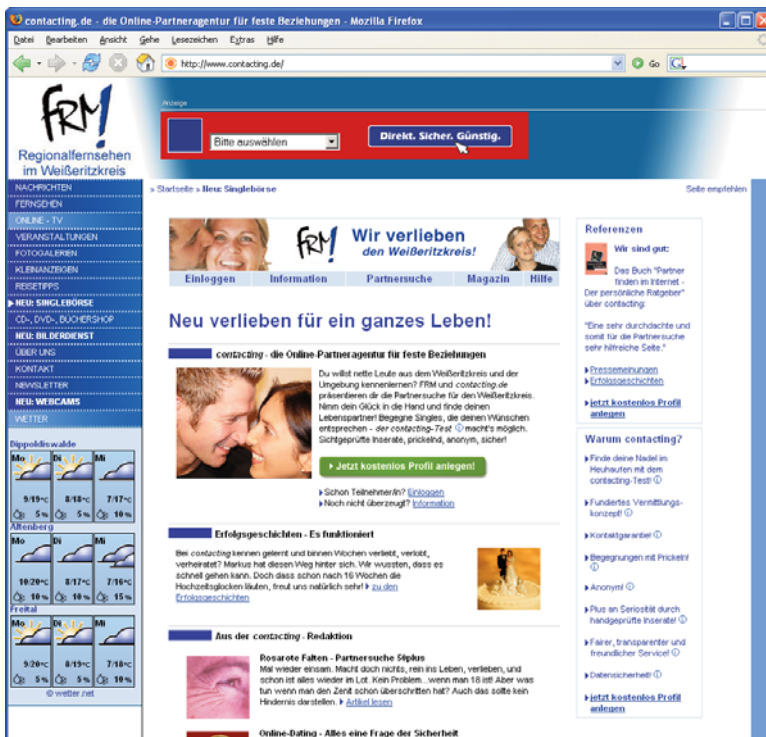 contacting.de - die Online-Partneragentur für feste Beziehungen - Mozilla Firefox
Datei Bearbeiten Ansicht Gehe Lesezeichen Extras Hilfe
http://www.contacting.de/ Go
FRM!
Regionalfernsehen
im Weißeritzkreis
Anzeige
Bitte auswählen
Direkt. Sicher. Günstig.
NACHRICHTEN
FERNSEHEN
ONLINE - TV
VERANSTALTUNGEN
FOTOGALERIEN
KLEINANZEIGEN
REISETIPPS
NEU: SINGLEBÖRSE
CD-, DVD-, BUCHERSHOP
NEU: BILDERDIENST
ÜBER UNS
KONTAKT
NEWSLETTER
NEU: WEBCAMS
WETTER
Dippoldiswalde
Mo Di Mi
9/19°C 8/18°C 7/17°C
5% 5% 10%
Altenberg
Mo Di Mi
10/20°C 8/17°C 7/16°C
10% 10% 15%
Freital
Mo Di Mi
9/20°C 8/19°C 7/18°C
5% 5% 10%
© wetter.net
» Startseite » Neu: Singlebörse
Seite empfehlen
FRM! Wir verlieben
den Weißeritzkreis!
Einloggen Information Partnersuche Magazin Hilfe
Neu verlieben für ein ganzes Leben!
contacting - die Online-Partneragentur für feste Beziehungen
Du willst nette Leute aus dem Weißeritzkreis und der
Umgebung kennenlernen? FRM und contacting.de
präsentieren dir die Partnersuche für den Weißeritzkreis.
Nimm dein Glück in die Hand und finde deinen
Lebenspartner! Begegne Singles, die deinen Wünschen
entsprechen - der contacting-Test macht's möglich.
Sichtgeprüfte Inserate, prickelnd, anonym, sicher!
Jetzt kostenlos Profil anlegen!
Schon Teilnehmer/in? Einloggen
Noch nicht überzeugt? Information
Erfolgsgeschichten - Es funktioniert
Bei contacting kennen gelernt und binnen Wochen verliebt, verlobt,
verheiratet? Markus hat diesen Weg hinter sich. Wir wussten, dass es
schnell gehen kann. Doch dass schon nach 16 Wochen die
Hochzeitsglocken läuten, freut uns natürlich sehr! zu den
Erfolgsgeschichten
Aus der contacting - Redaktion
Rosarote Falten - Partnersuche 50plus
Mal wieder einsam. Macht doch nichts, rein ins Leben, verlieben, und
schon ist alles wieder im Lot. Kein Problem...wenn man 18 ist! Aber was
tun wenn man den Zenit schon überschritten hat? Auch das sollte kein
Hindernis darstellen. Artikel lesen
Online-Dating - Alles eine Frage der Sicherheit
Referenzen
Wir sind gut:
Das Buch "Partner
finden im Internet -
Der persönliche Ratgeber"
über contacting:
"Eine sehr durchdachte und
somit für die Partnersuche
sehr hilfreiche Seite."
Pressemeinungen
Erfolgsgeschichten
jetzt kostenlos Profil
anlegen
Warum contacting?
Finde deine Nadel im
Heuhaufen mit dem
contacting-Test!
Fundiertes Vermittlungs-
konzept!
Kontaktgarantie!
Begegnungen mit Prickeln!
Anonym!
Plus an Seriosität durch
handgeprüfte Inserate!
Fairer, transparenter und
freundlicher Service!
Datensicherheit!
jetzt kostenlos Profil
anlegen